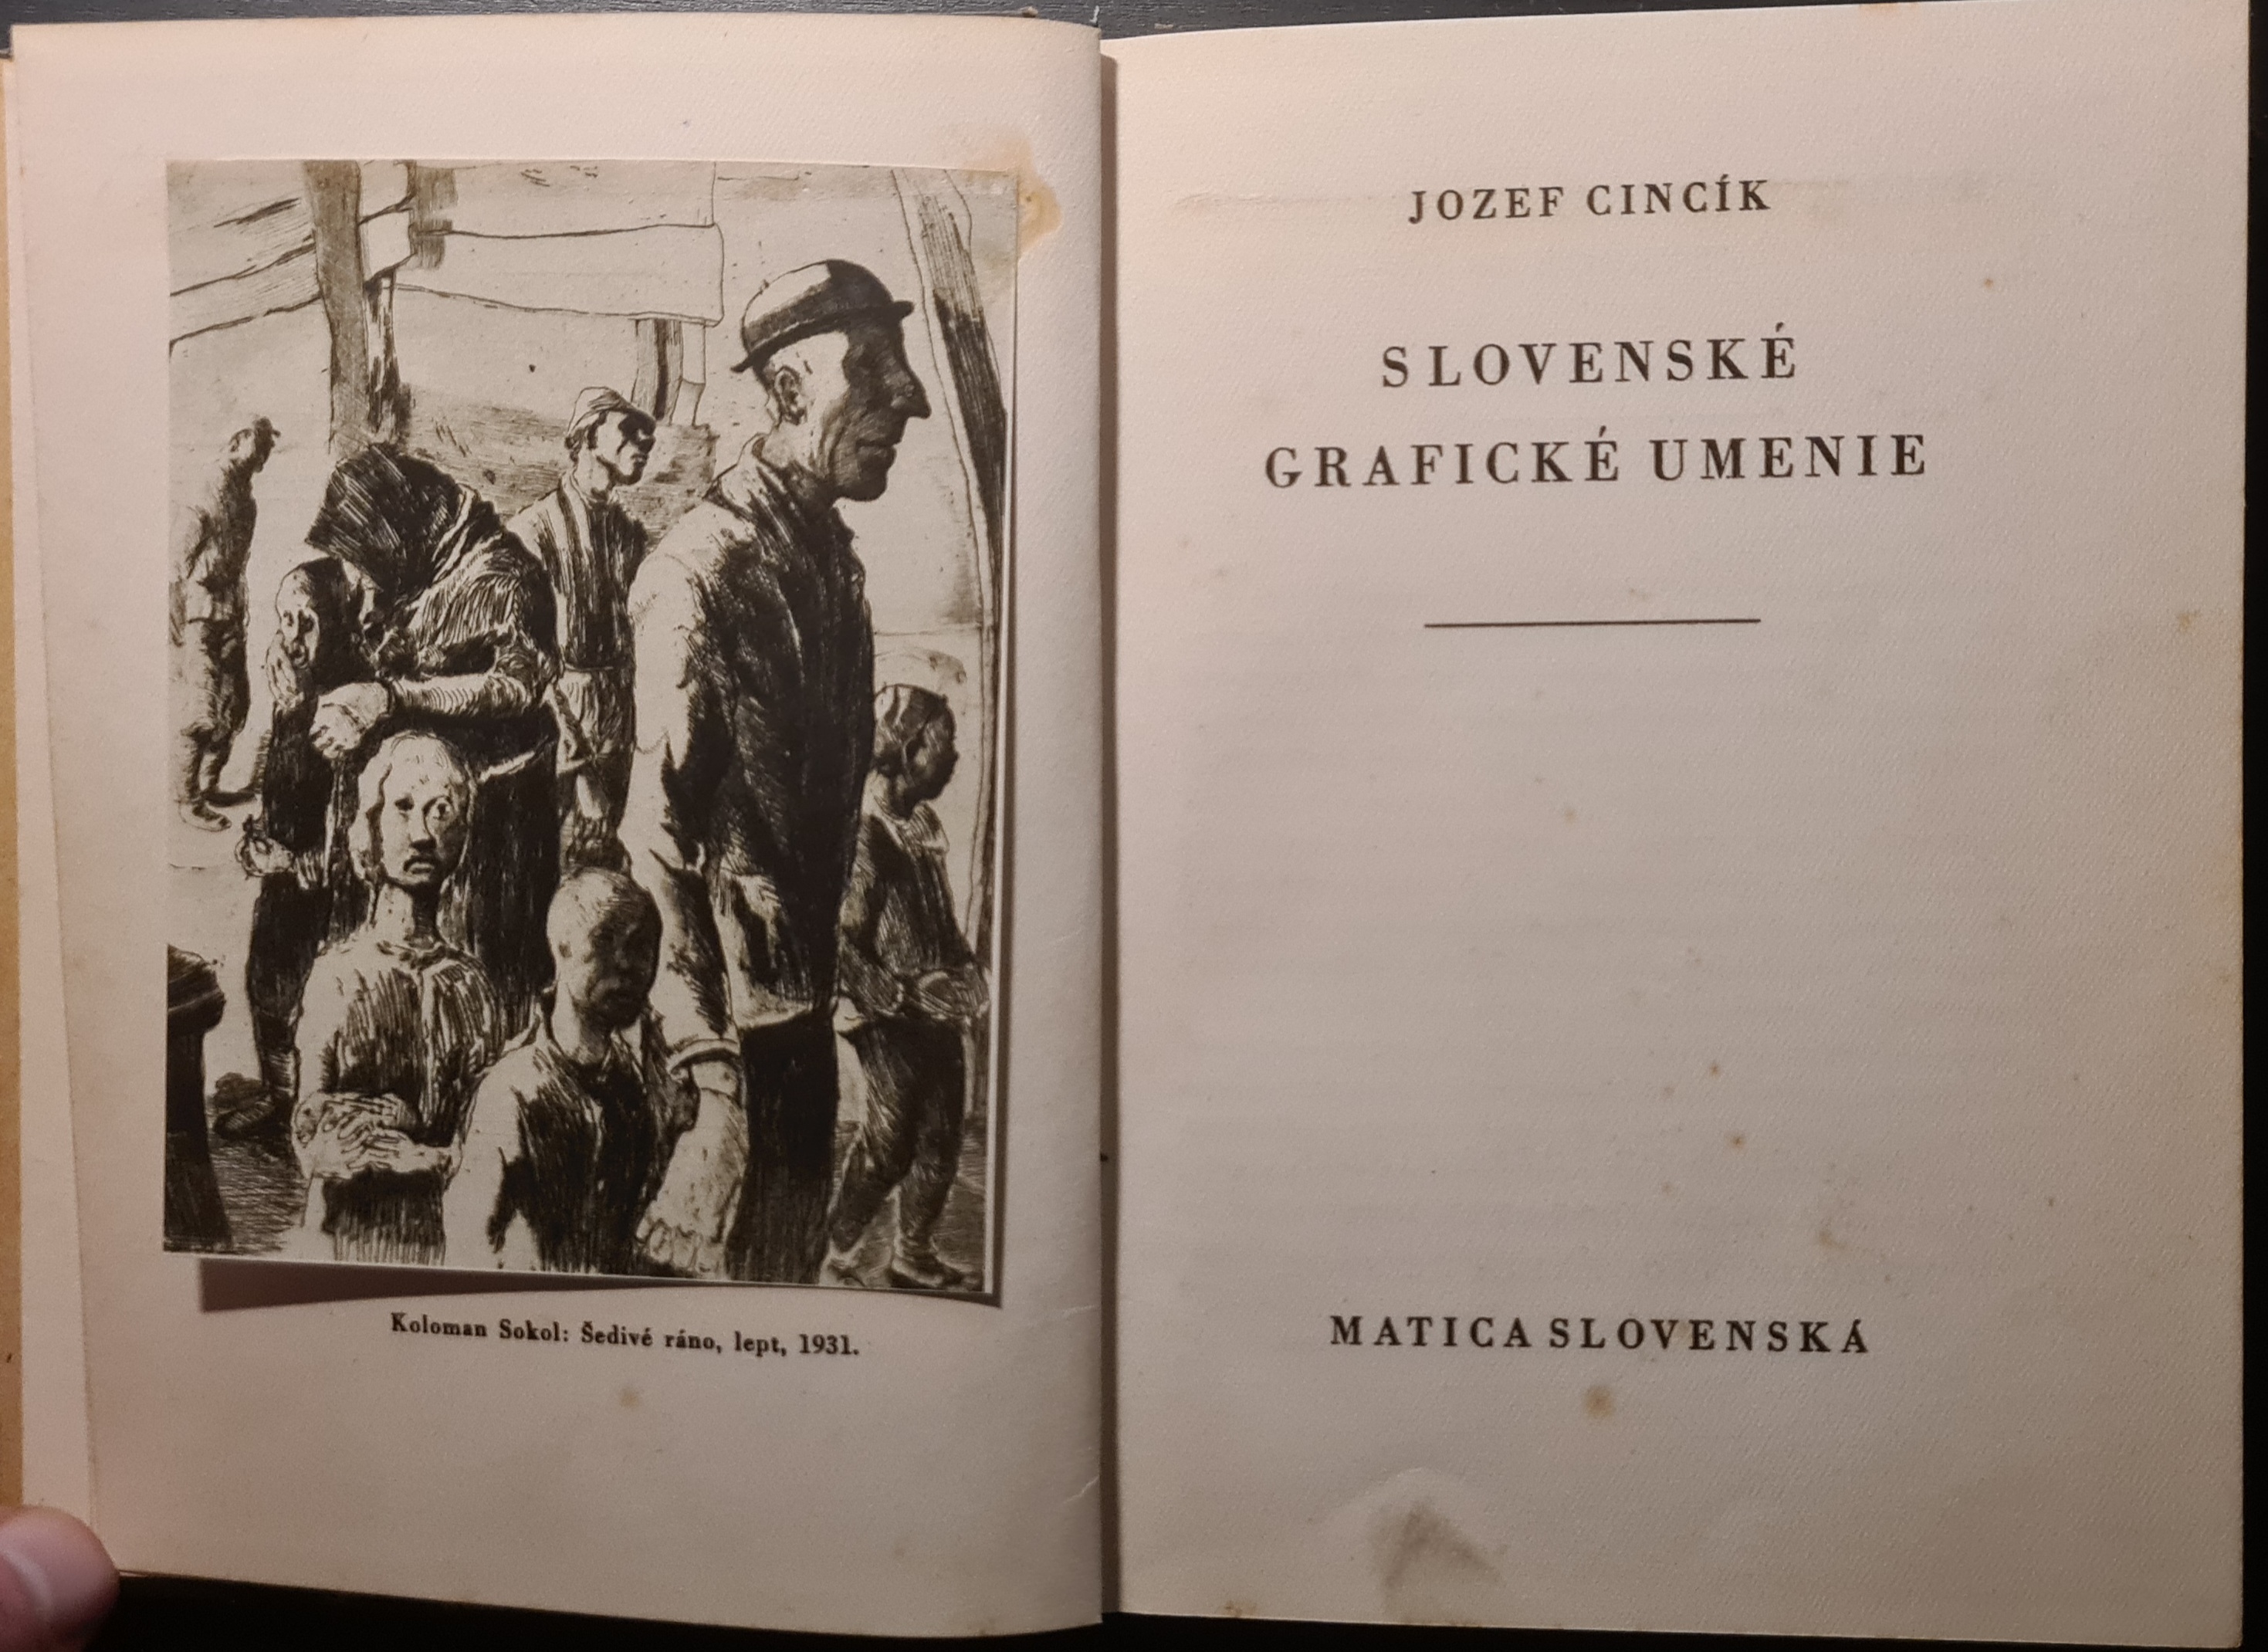 Koloman Sokol: Šedivé ráno, lept, 1931.
JOZEF CINCÍK
SLOVENSKÉ
GRAFICKÉ UMENIE
MATICA SLOVENSKÁ